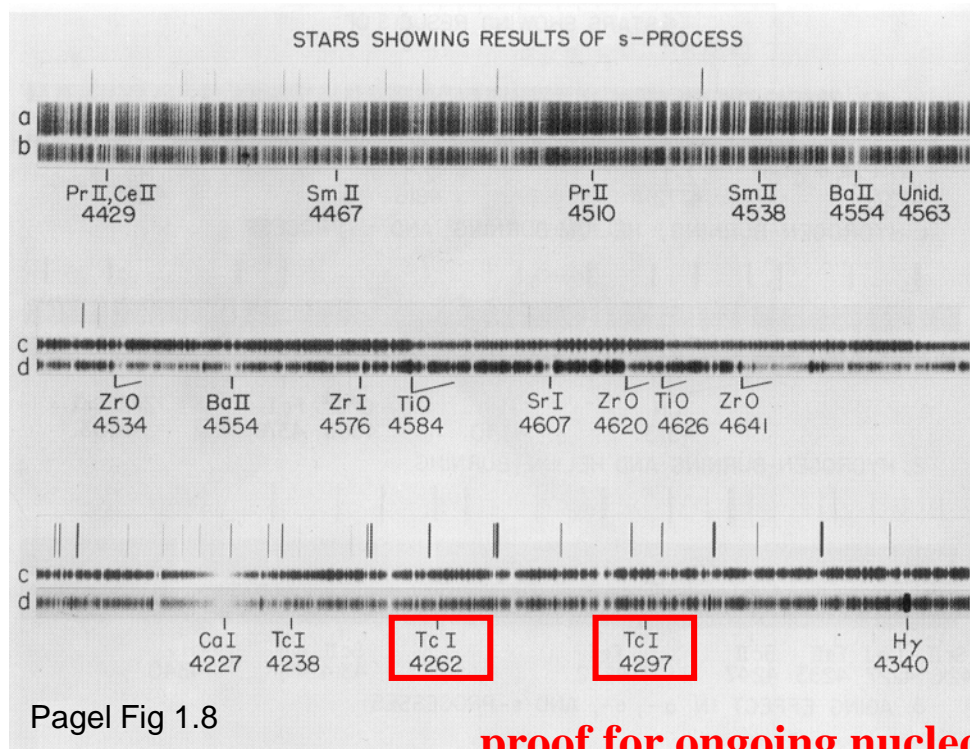 STARS SHOWING RESULTS OF s-PROCESS
a
b
Pr II, Ce II Sm II Pr II Sm II Ba II Unid.
4429 4467 4510 4538 4554 4563
c
d
ZrO Ba II Zr I TiO Sr I ZrO TiO ZrO
4534 4554 4576 4584 4607 4620 4626 4641
c
d
Ca I Tc I Tc I Tc I Hγ
4227 4238 4262 4297 4340
Pagel Fig 1.8
proof for ongoing